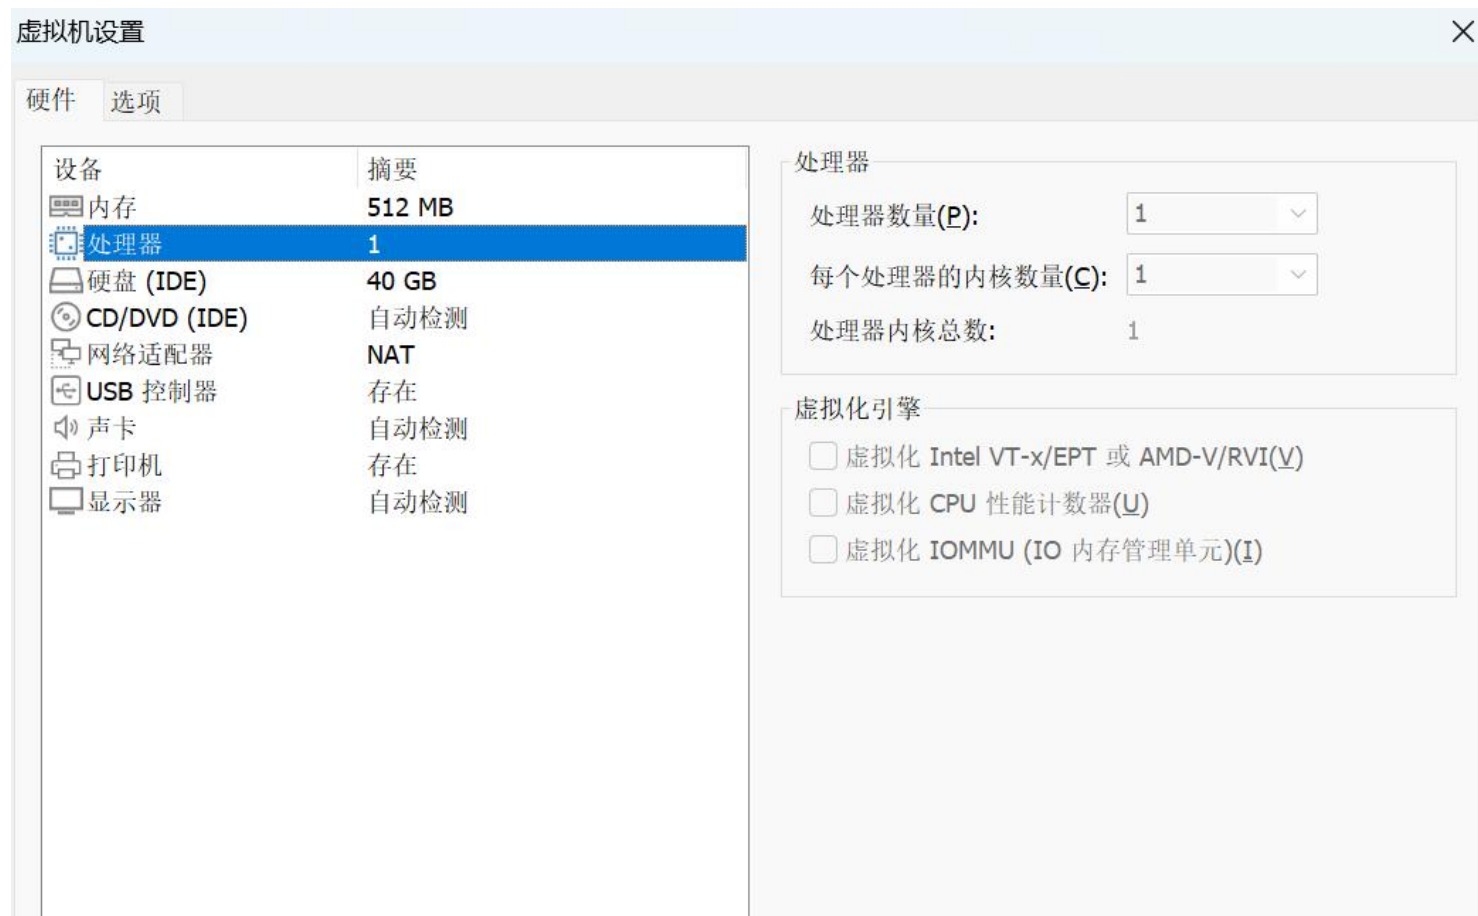 虚拟机设置
硬件 选项
设备 摘要
内存 512 MB
处理器 1
硬盘 (IDE) 40 GB
CD/DVD (IDE) 自动检测
网络适配器 NAT
USB 控制器 存在
声卡 自动检测
打印机 存在
显示器 自动检测
处理器
处理器数量(P): 1
每个处理器的内核数量(C): 1
处理器内核总数: 1
虚拟化引擎
虚拟化 Intel VT-x/EPT 或 AMD-V/RVI(V)
虚拟化 CPU 性能计数器(U)
虚拟化 IOMMU (IO 内存管理单元)(I)